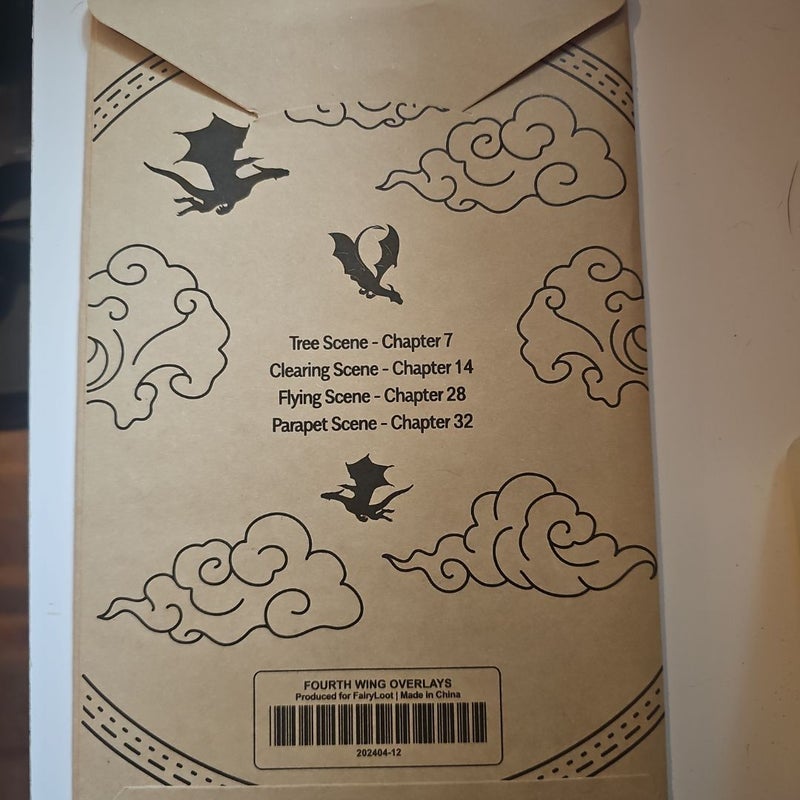 Tree Scene - Chapter 7
Clearing Scene - Chapter 14
Flying Scene - Chapter 28
Parapet Scene - Chapter 32
FOURTH WING OVERLAYS
Produced for FairyLoot | Made in China
202404-12